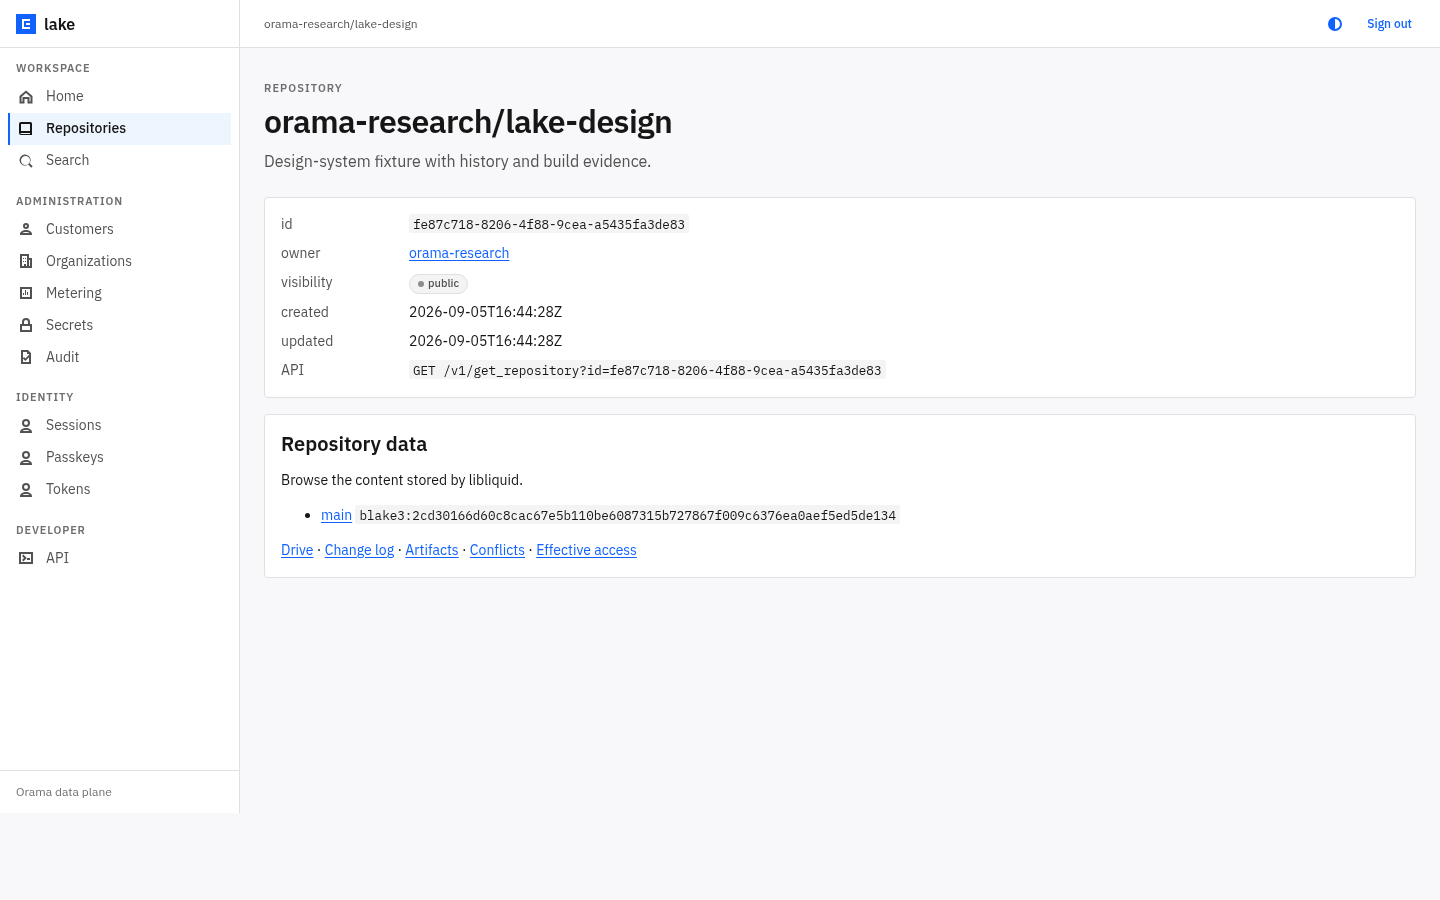 lake
orama-research/lake-design
Sign out
WORKSPACE
Home
Repositories
Search
ADMINISTRATION
Customers
Organizations
Metering
Secrets
Audit
IDENTITY
Sessions
Passkeys
Tokens
DEVELOPER
API
Orama data plane
REPOSITORY
orama-research/lake-design
Design-system fixture with history and build evidence.
id fe87c718-8206-4f88-9cea-a5435fa3de83
owner orama-research
visibility public
created 2026-09-05T16:44:28Z
updated 2026-09-05T16:44:28Z
API GET /v1/get_repository?id=fe87c718-8206-4f88-9cea-a5435fa3de83
Repository data
Browse the content stored by libliquid.
• main blake3:2cd30166d60c8cac67e5b110be6087315b727867f009c6376ea0aef5ed5de134
Drive · Change log · Artifacts · Conflicts · Effective access